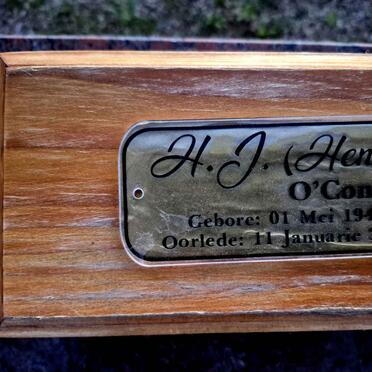 H. J. (Hen
O'Con
Gebore: 01 Mei 194
Oorlede: 11 Januarie